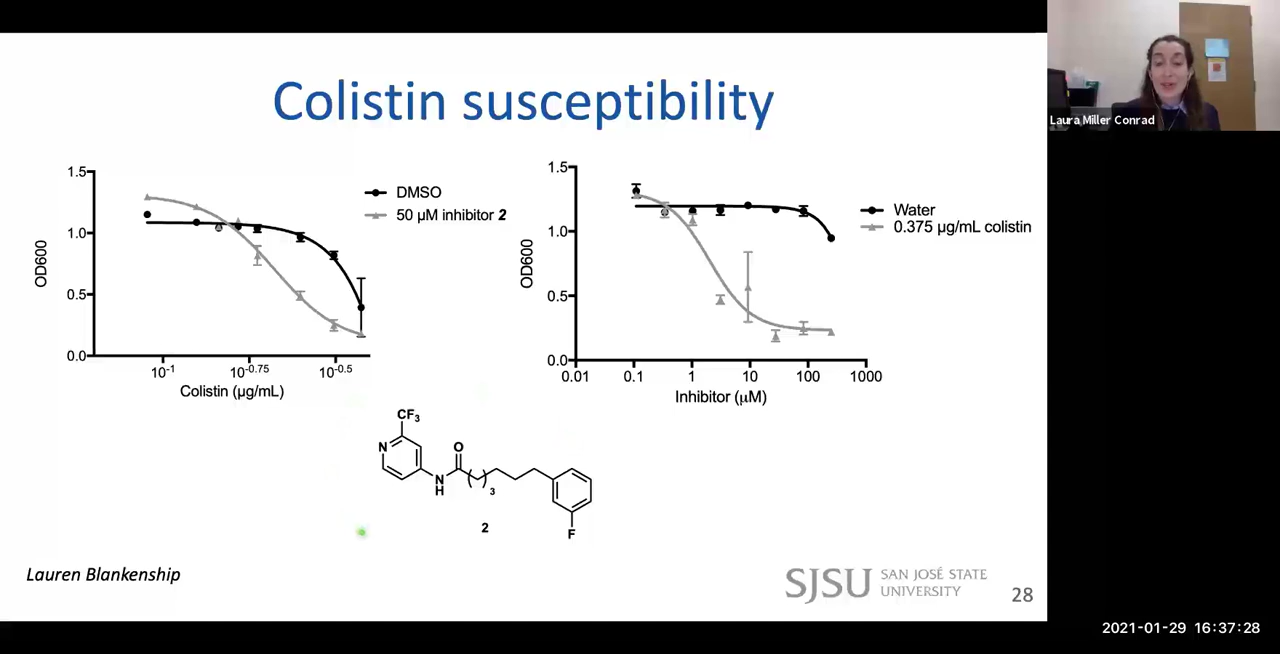 Colistin susceptibility
Laura Miller Conrad
1.5
1.0
0.5
0.0
OD600
10-1
10-0.75
10-0.5
Colistin (µg/mL)
DMSO
50 µM inhibitor 2
1.5
1.0
0.5
0.0
OD600
0.01
0.1
1
10
100
1000
Inhibitor (µM)
Water
0.375 µg/mL colistin
CF3
N
O
N
H
3
F
2
Lauren Blankenship
SJSU SAN JOSÉ STATE
UNIVERSITY
28
2021-01-29 16:37:28